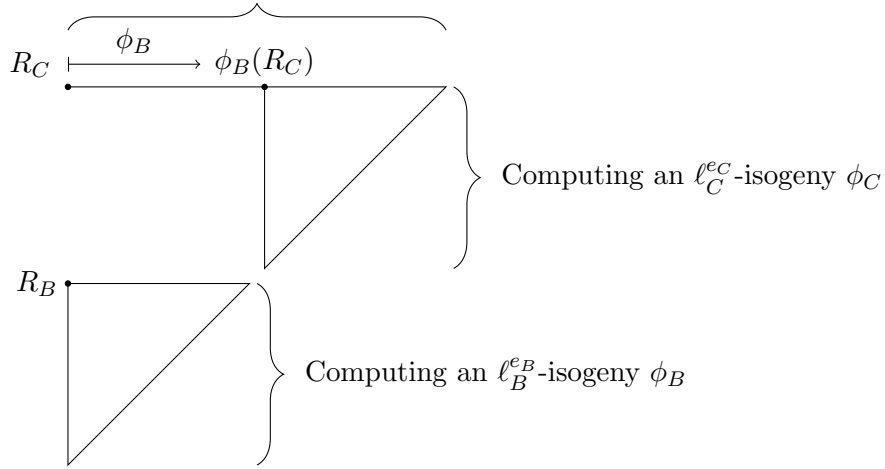 ϕ_B
R_C
ϕ_B(R_C)
Computing an ℓ_C^{e_C}-isogeny ϕ_C
R_B
Computing an ℓ_B^{e_B}-isogeny ϕ_B